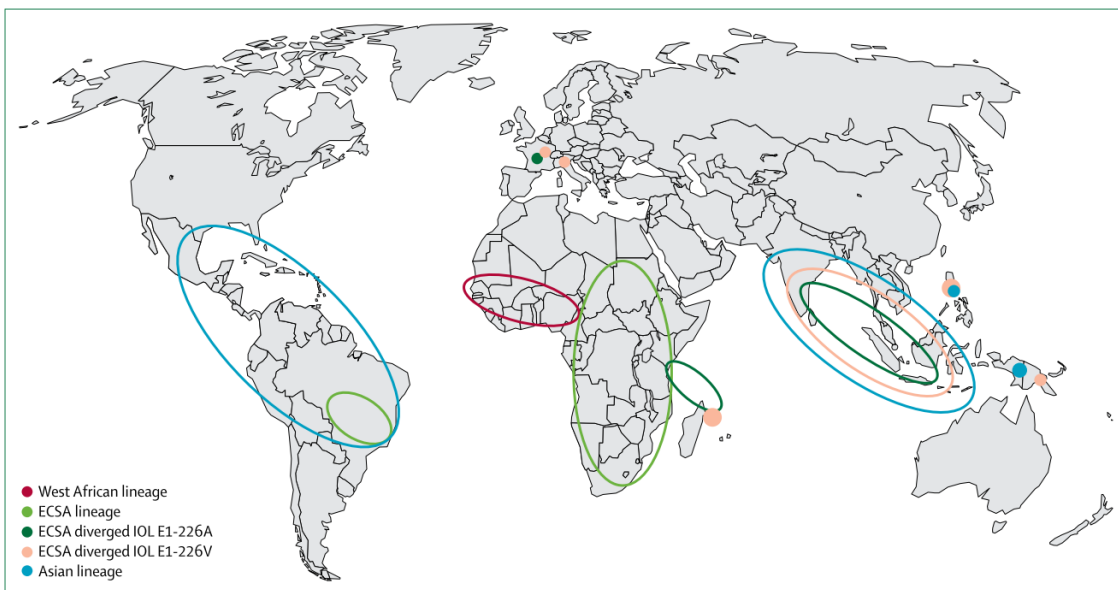 West African lineage
ECSA lineage
ECSA diverged IOL E1-226A
ECSA diverged IOL E1-226V
Asian lineage